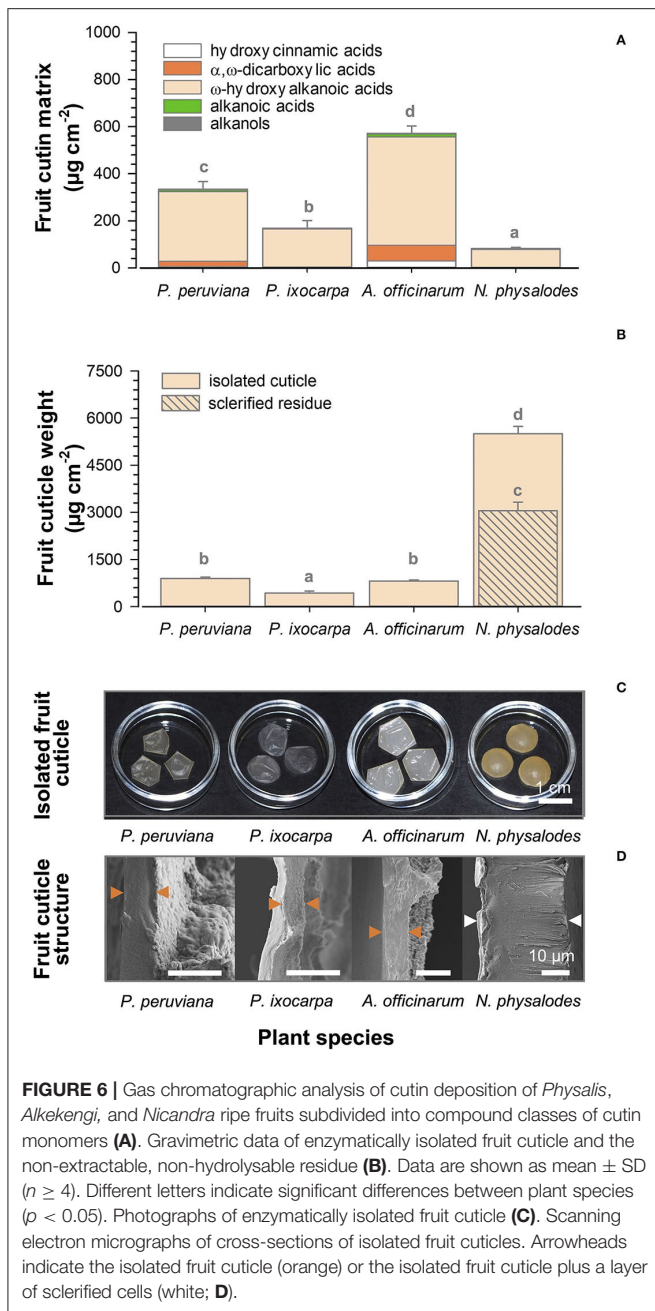 A
1000
800
600
400
200
0
Fruit cutin matrix
(µg cm⁻²)
hy droxy cinnamic acids
α,ω-dicarboxy lic acids
ω-hy droxy alkanoic acids
alkanoic acids
alkanols
c
b
d
a
P. peruviana P. ixocarpa A. officinarum N. physalodes
B
7500
6000
4500
3000
1500
0
Fruit cuticle weight
(µg cm⁻²)
isolated cuticle
sclerified residue
b
a
b
d
c
P. peruviana P. ixocarpa A. officinarum N. physalodes
C
Isolated fruit
cuticle
1 cm
P. peruviana P. ixocarpa A. officinarum N. physalodes
D
Fruit cuticle
structure
10 µm
P. peruviana P. ixocarpa A. officinarum N. physalodes
Plant species
FIGURE 6 | Gas chromatographic analysis of cutin deposition of Physalis,
Alkekengi, and Nicandra ripe fruits subdivided into compound classes of cutin
monomers (A). Gravimetric data of enzymatically isolated fruit cuticle and the
non-extractable, non-hydrolysable residue (B). Data are shown as mean ± SD
(n ≥ 4). Different letters indicate significant differences between plant species
(p < 0.05). Photographs of enzymatically isolated fruit cuticle (C). Scanning
electron micrographs of cross-sections of isolated fruit cuticles. Arrowheads
indicate the isolated fruit cuticle (orange) or the isolated fruit cuticle plus a layer
of sclerified cells (white; D).